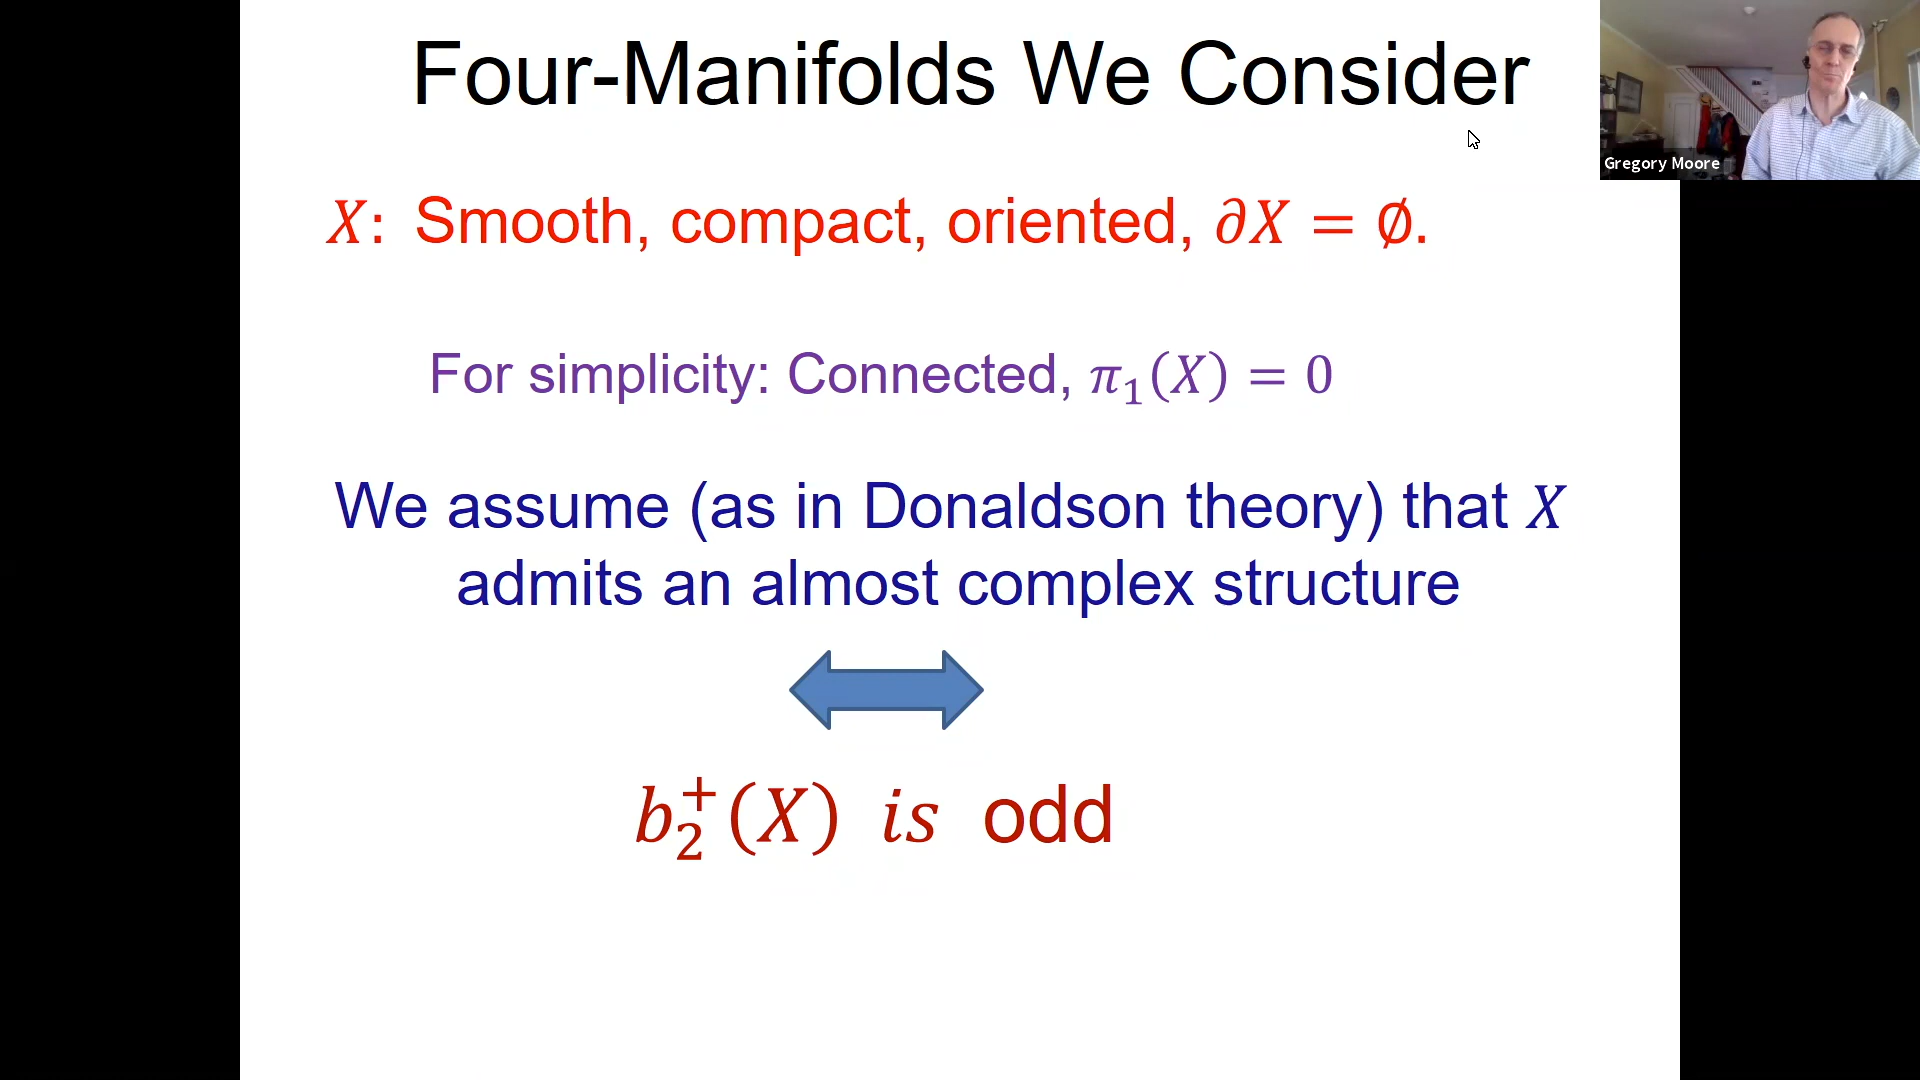 Four-Manifolds We Consider
Gregory Moore
𝑋: Smooth, compact, oriented, ∂𝑋 = ∅.
For simplicity: Connected, π₁(𝑋) = 0
We assume (as in Donaldson theory) that 𝑋
admits an almost complex structure
b₂⁺(X) is odd